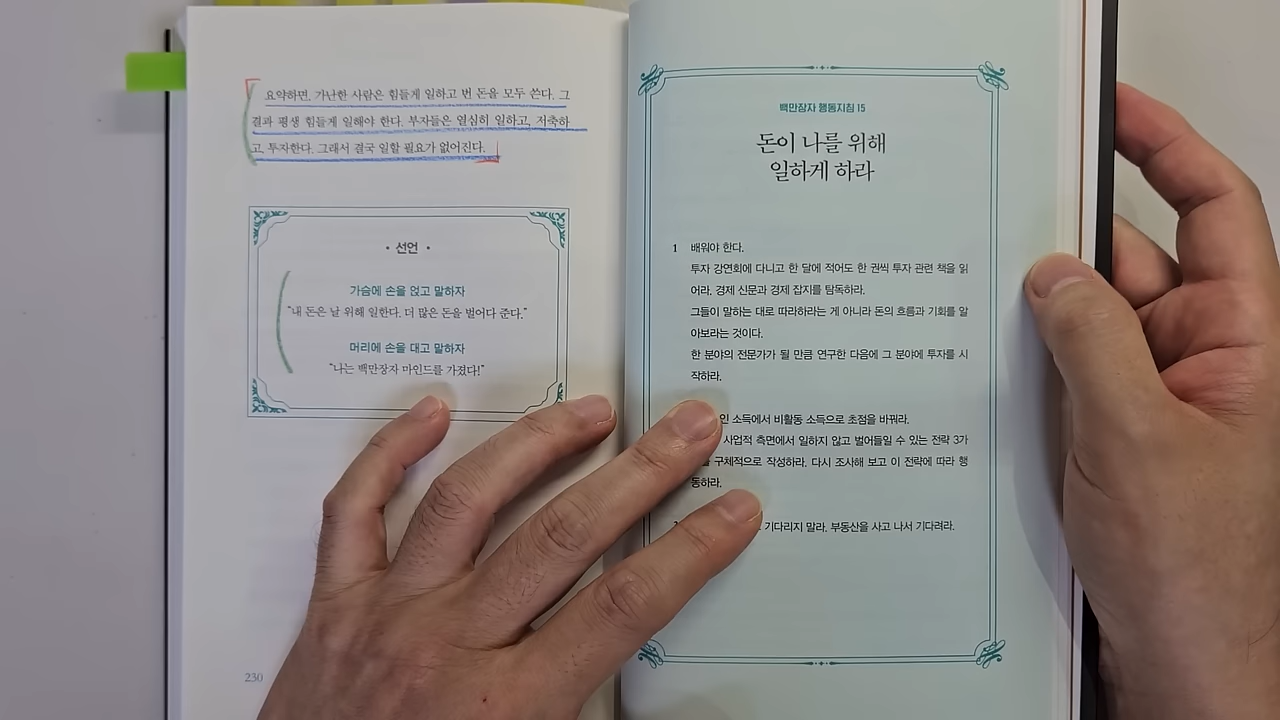 요약하면, 가난한 사람은 힘들게 일하고 번 돈을 모두 쓴다. 그
결과 평생 힘들게 일해야 한다. 부자들은 열심히 일하고, 저축하
고, 투자한다. 그래서 결국 일할 필요가 없어진다.
• 선언 •
가슴에 손을 얹고 말하자
“내 돈은 날 위해 일한다. 더 많은 돈을 벌어다 준다.”
머리에 손을 대고 말하자
“나는 백만장자 마인드를 가졌다!”
230
백만장자 행동지침 15
돈이 나를 위해
일하게 하라
1 배워야 한다.
투자 강연회에 다니고 한 달에 적어도 한 권씩 투자 관련 책을 읽
어라. 경제 신문과 경제 잡지를 탐독하라.
그들이 말하는 대로 따라하라는 게 아니라 돈의 흐름과 기회를 알
아보라는 것이다.
한 분야의 전문가가 될 만큼 연구한 다음에 그 분야에 투자를 시
작하라.
인 소득에서 비활동 소득으로 초점을 바꿔라.
사업적 측면에서 일하지 않고 벌어들일 수 있는 전략 3가
구체적으로 작성하라. 다시 조사해 보고 이 전략에 따라 행
동하라.
기다리지 말라. 부동산을 사고 나서 기다려라.